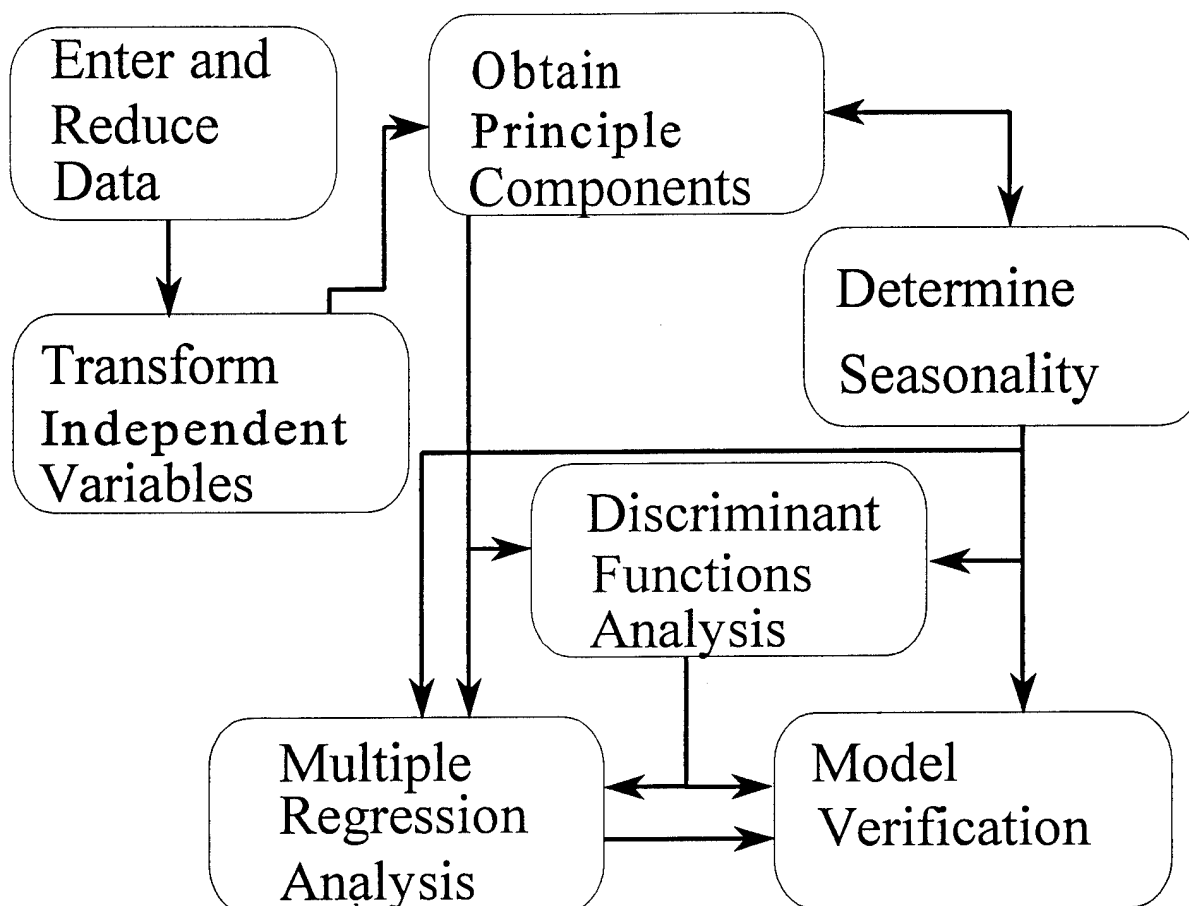 Enter and
Reduce
Data
Obtain
Principle
Components
Transform
Independent
Variables
Determine
Seasonality
Discriminant
Functions
Analysis
Multiple
Regression
Analysis
Model
Verification